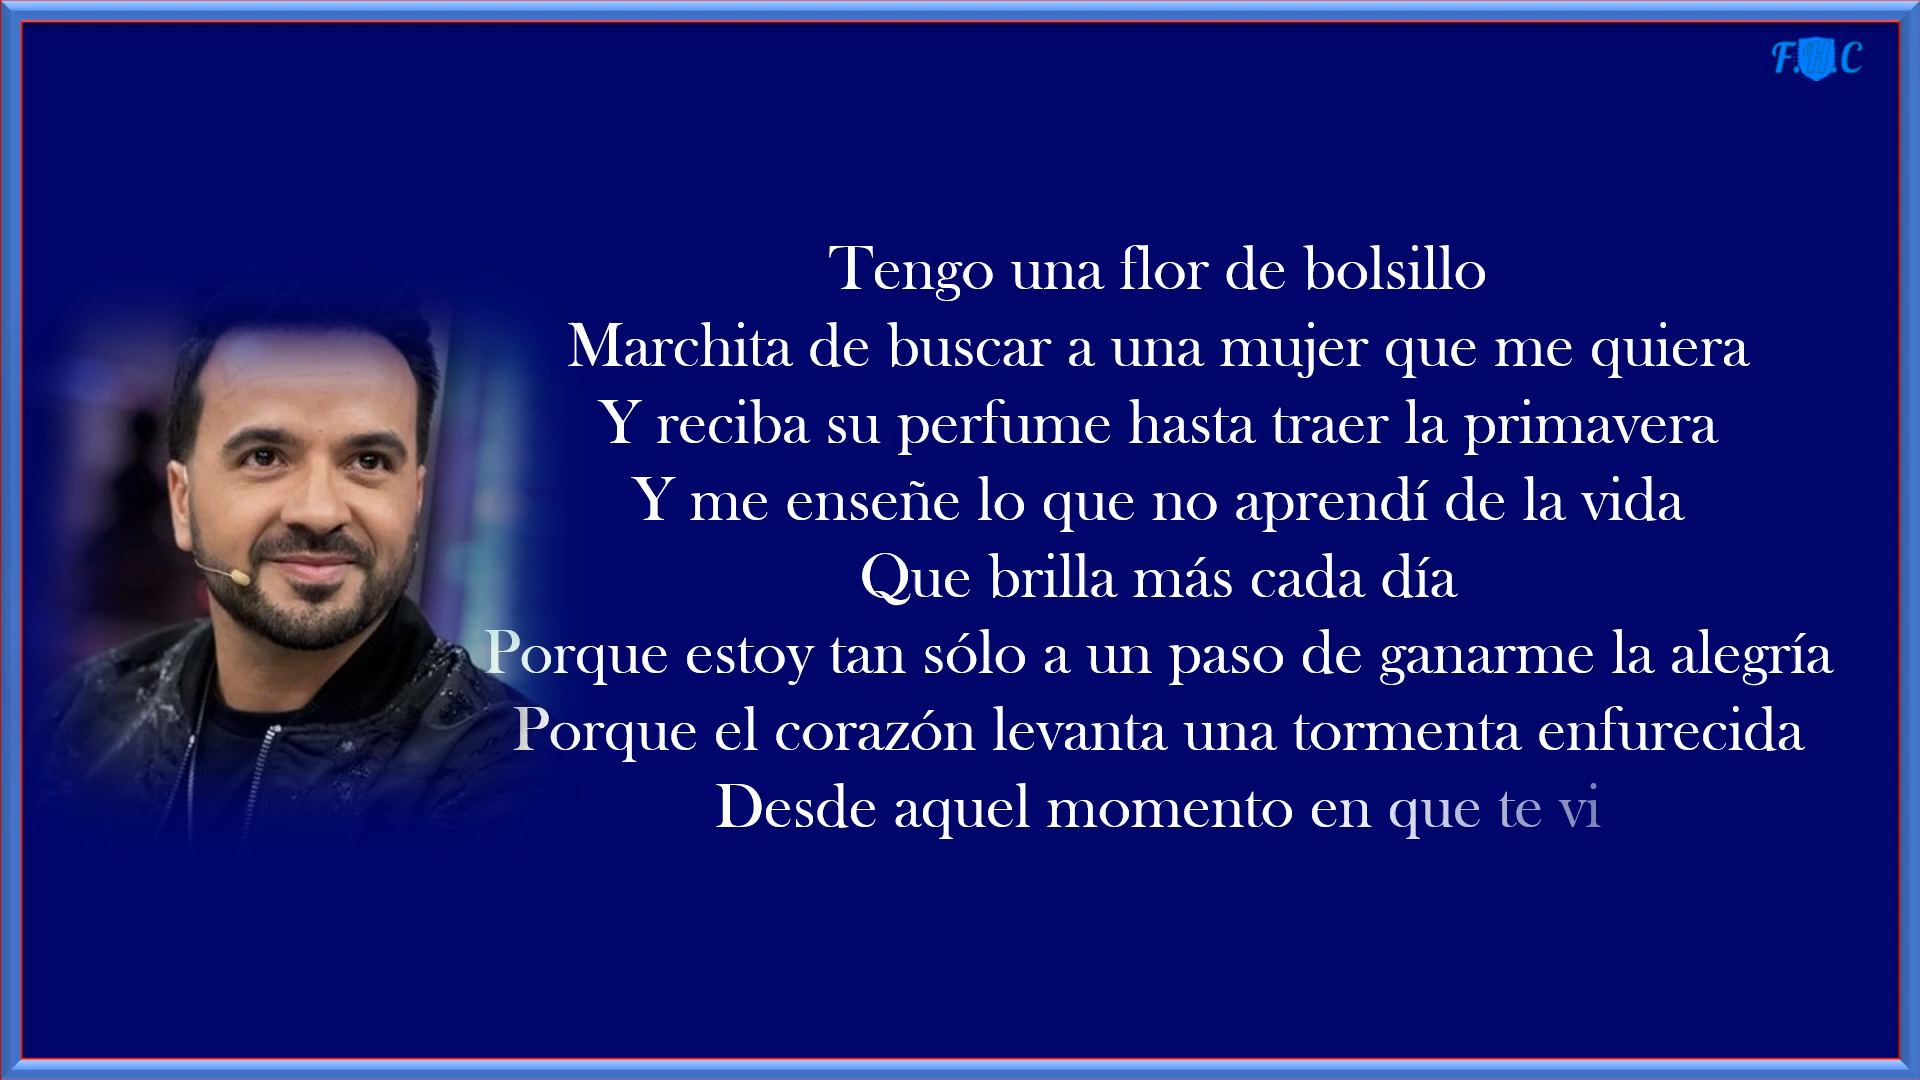 F.H.C
Tengo una flor de bolsillo
Marchita de buscar a una mujer que me quiera
Y reciba su perfume hasta traer la primavera
Y me enseñe lo que no aprendí de la vida
Que brilla más cada día
Porque estoy tan sólo a un paso de ganarme la alegría
Porque el corazón levanta una tormenta enfurecida
Desde aquel momento en que te vi